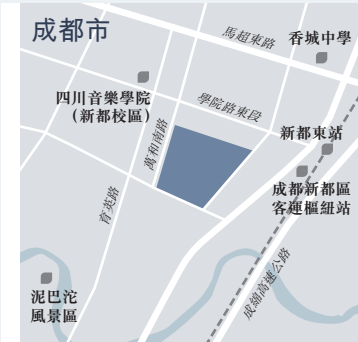 成都市
馬超東路
香城中學
四川音樂學院
（新都校區）
學院路東段
新都東站
萬和南路
成都新都區
客運樞紐站
育英路
成綿高速公路
泥巴沱
風景區